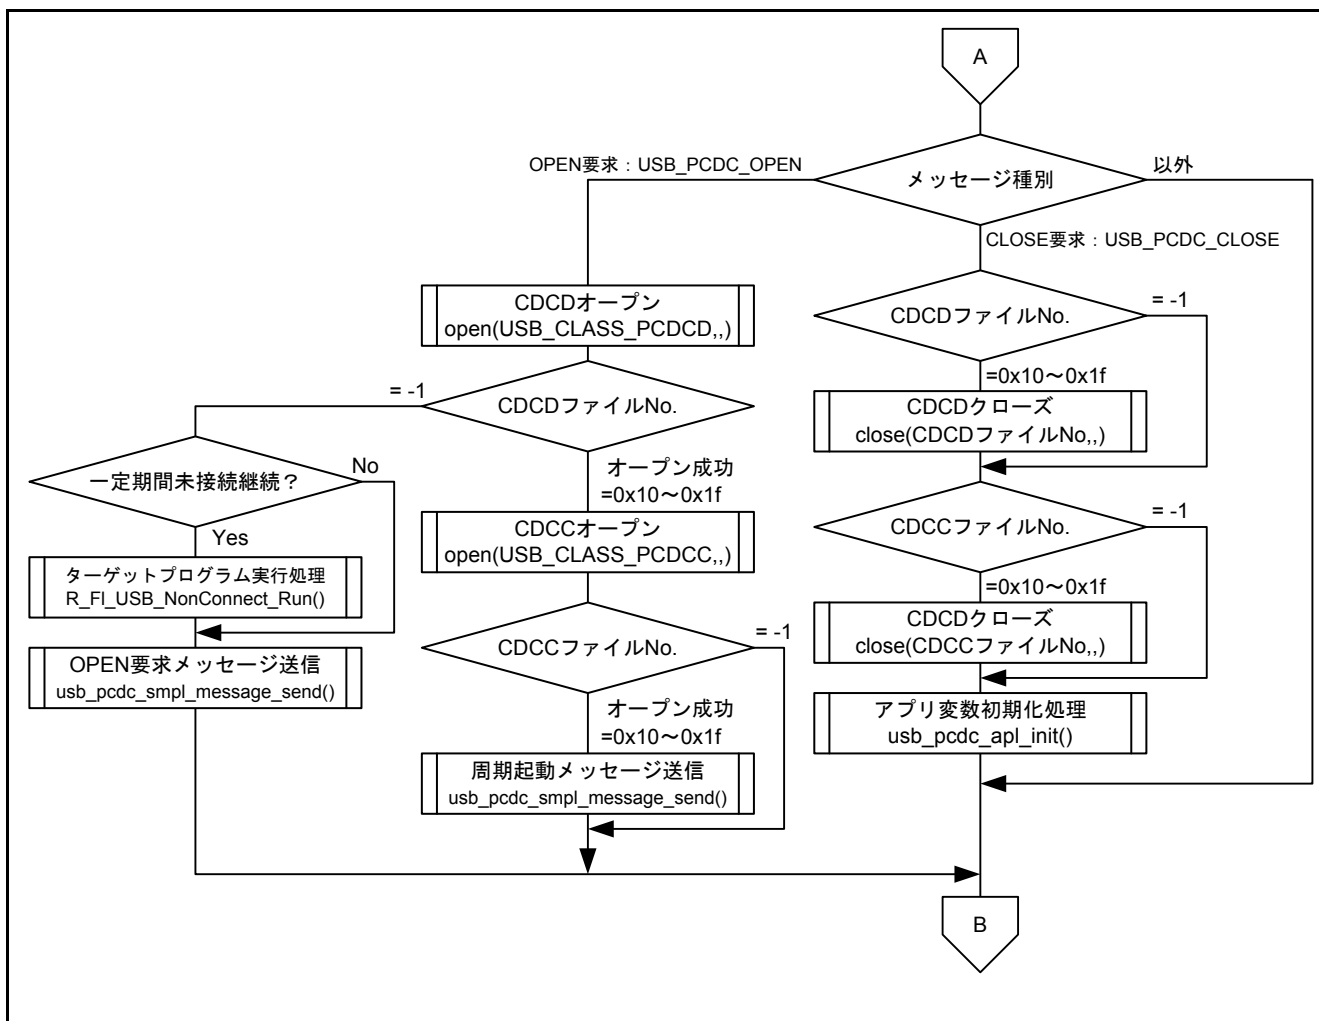 A
メッセージ種別
OPEN要求：USB_PCDC_OPEN
以外
CLOSE要求：USB_PCDC_CLOSE
CDCDオープン
open(USB_CLASS_PCDCD,,)
CDCDファイルNo.
= -1
一定期間未接続継続？
No
Yes
ターゲットプログラム実行処理
R_Fl_USB_NonConnect_Run()
OPEN要求メッセージ送信
usb_pcdc_smpl_message_send()
オープン成功
=0x10～0x1f
CDCCオープン
open(USB_CLASS_PCDCC,,)
CDCCファイルNo.
= -1
オープン成功
=0x10～0x1f
周期起動メッセージ送信
usb_pcdc_smpl_message_send()
CDCDファイルNo.
= -1
=0x10～0x1f
CDCDクローズ
close(CDCDファイルNo,,)
CDCCファイルNo.
= -1
=0x10～0x1f
CDCDクローズ
close(CDCCファイルNo,,)
アプリ変数初期化処理
usb_pcdc_apl_init()
B